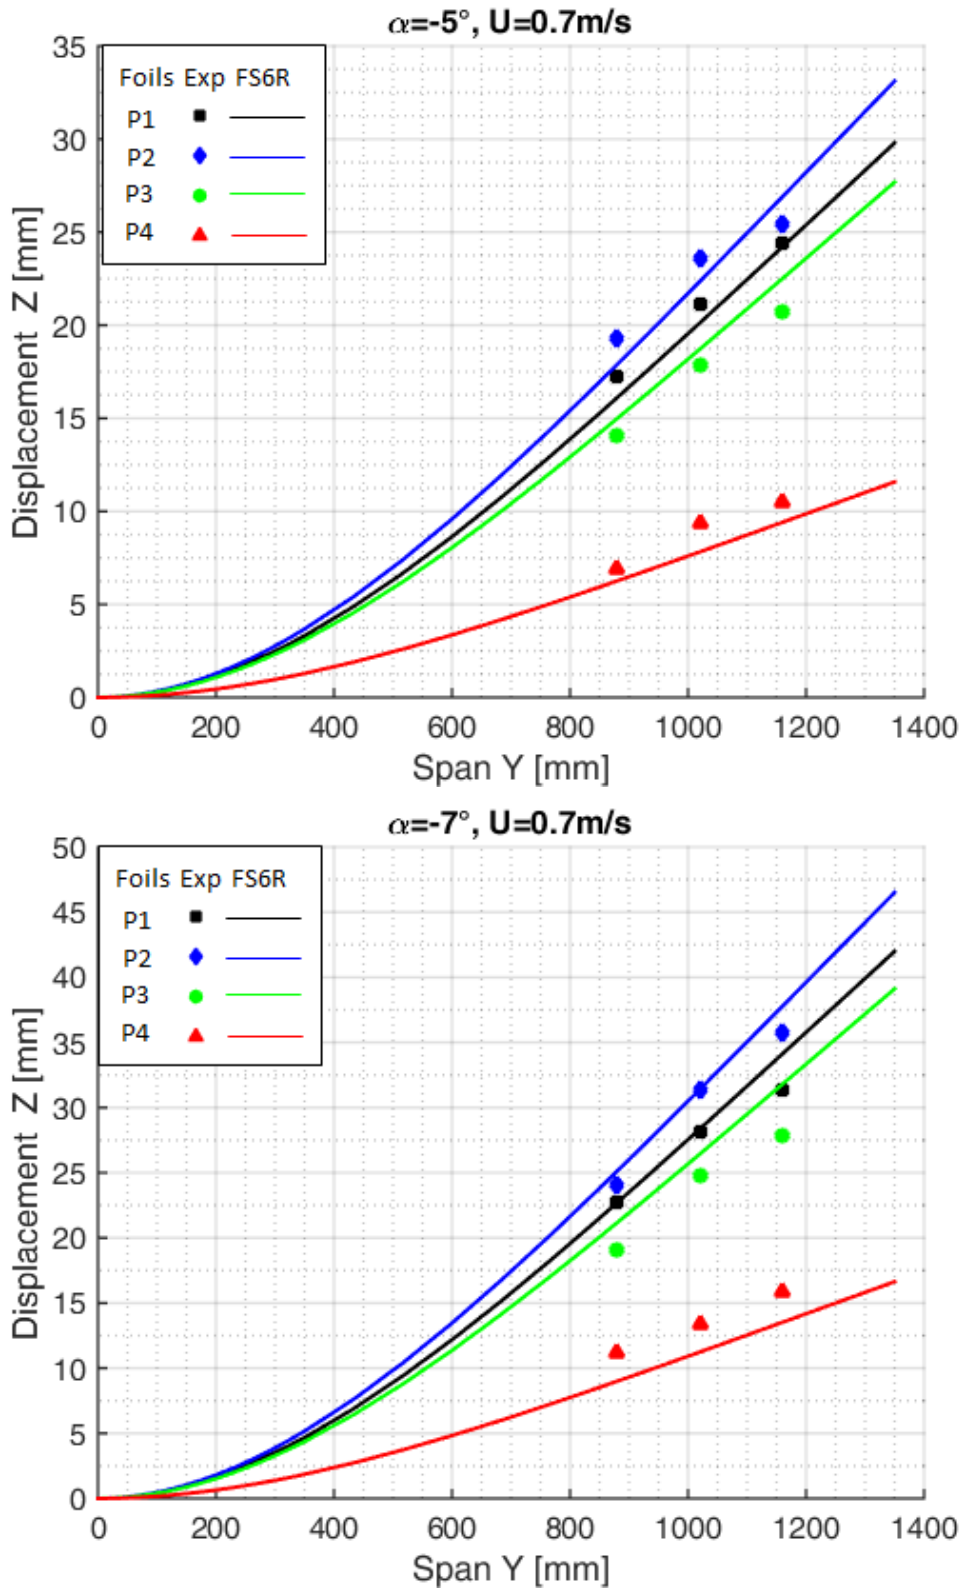 α=-5°, U=0.7m/s
35
30
25
20
15
10
5
0
Displacement Z [mm]
Foils Exp FS6R
P1
P2
P3
P4
0 200 400 600 800 1000 1200 1400
Span Y [mm]
α=-7°, U=0.7m/s
50
45
40
35
30
25
20
15
10
5
0
Displacement Z [mm]
Foils Exp FS6R
P1
P2
P3
P4
0 200 400 600 800 1000 1200 1400
Span Y [mm]